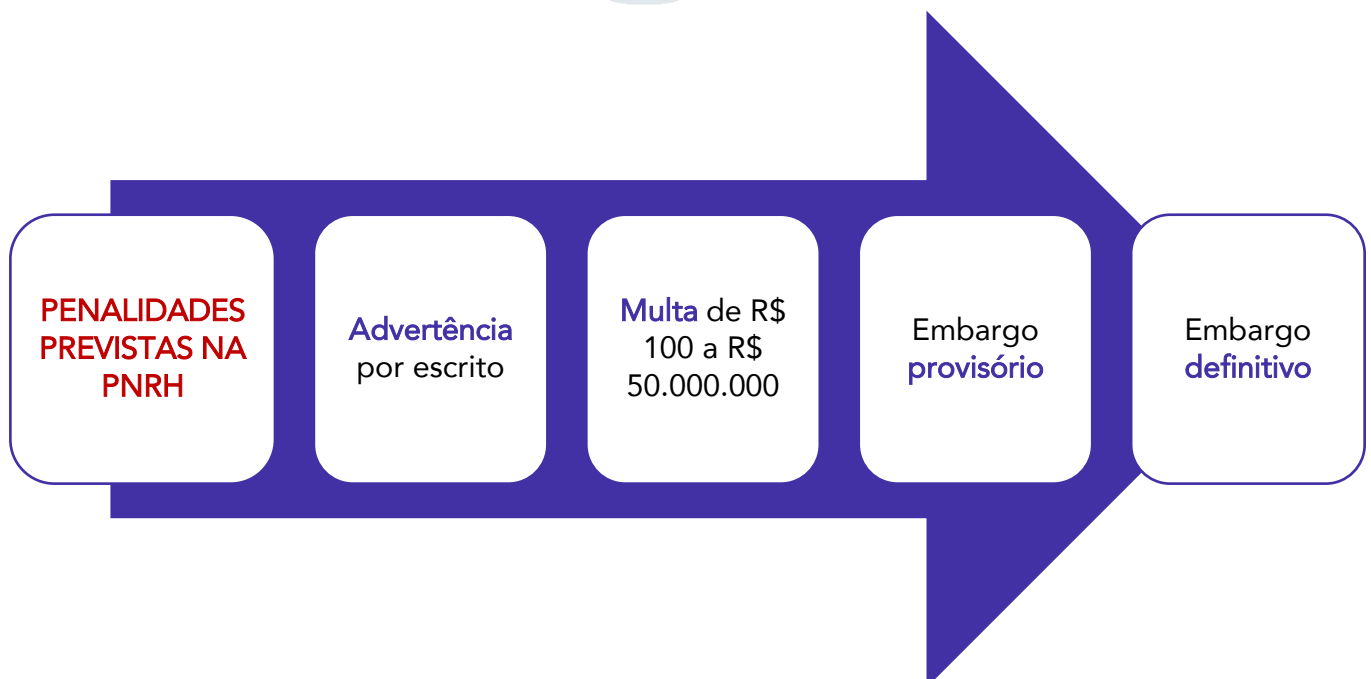 PENALIDADES
PREVISTAS NA
PNRH
Advertência
por escrito
Multa de R$
100 a R$
50.000.000
Embargo
provisório
Embargo
definitivo